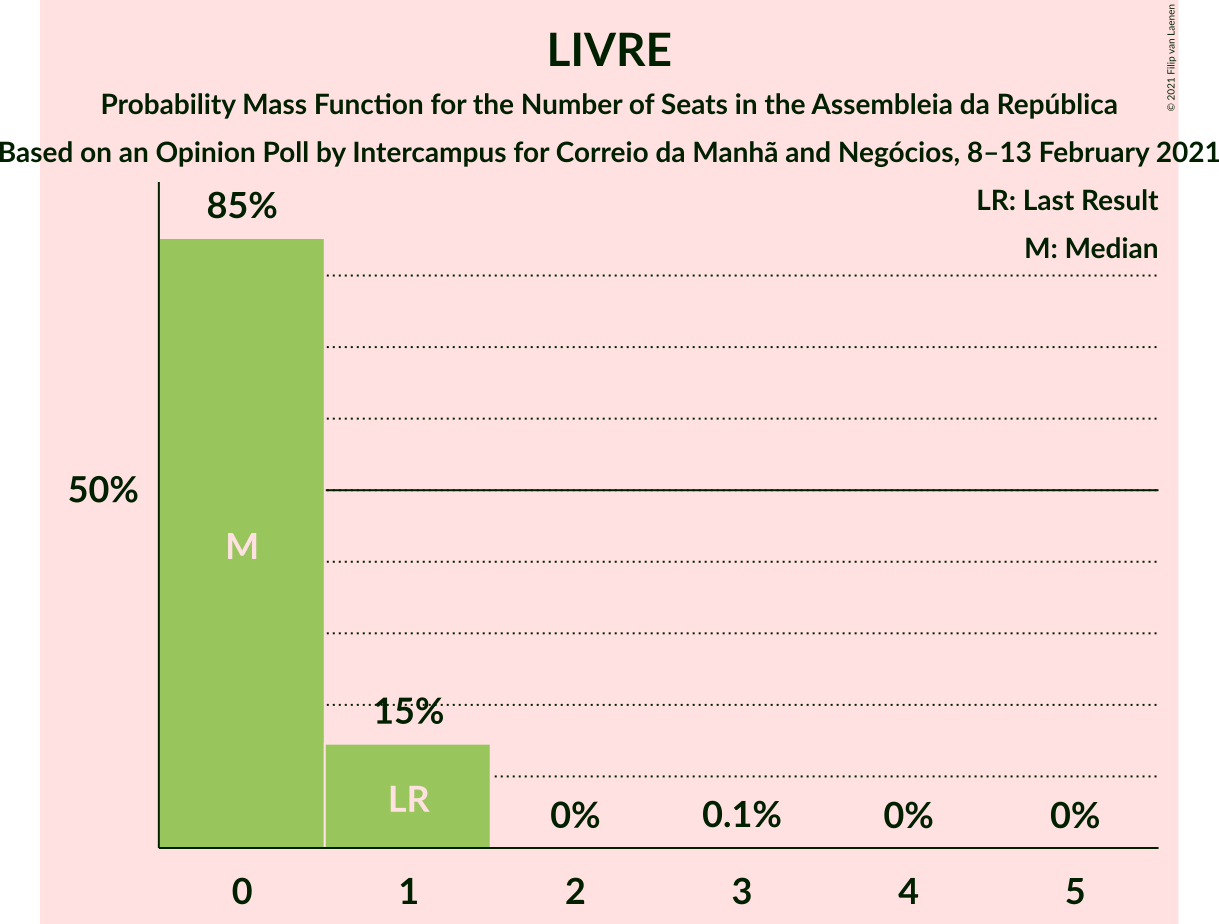 LIVRE
Probability Mass Function for the Number of Seats in the Assembleia da República
Based on an Opinion Poll by Intercampus for Correio da Manhã and Negócios, 8–13 February 2021
© 2021 Filip van Laenen
LR: Last Result
M: Median
85%
50%
M
15%
LR
0%
0.1%
0%
0%
0 1 2 3 4 5